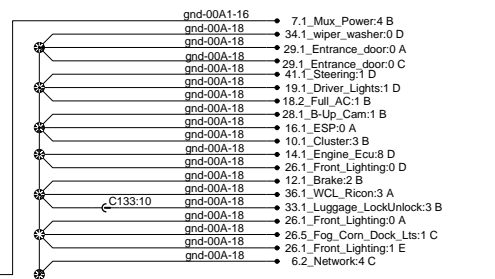 gnd-00A1-16 7.1_Mux_Power:4 B
gnd-00A-18 34.1_wiper_washer:0 D
gnd-00A-18 29.1_Entrance_door:0 A
gnd-00A-18 29.1_Entrance_door:0 C
gnd-00A-18 41.1_Steering:1 D
gnd-00A-18 19.1_Driver_Lights:1 D
gnd-00A-18 18.2_Full_AC:1 B
gnd-00A-18 28.1_B-Up_Cam:1 B
gnd-00A-18 16.1_ESP:0 A
gnd-00A-18 10.1_Cluster:3 B
gnd-00A-18 14.1_Engine_Ecu:8 D
gnd-00A-18 26.1_Front_Lighting:0 D
gnd-00A-18 12.1_Brake:2 B
gnd-00A-18 36.1_WCL_Ricon:3 A
C133:10 gnd-00A-18 33.1_Luggage_LockUnlock:3 B
gnd-00A-18 26.1_Front_Lighting:0 A
gnd-00A-18 26.5_Fog_Corn_Dock_Lts:1 C
gnd-00A-18 26.1_Front_Lighting:1 E
gnd-00A-18 6.2_Network:4 C